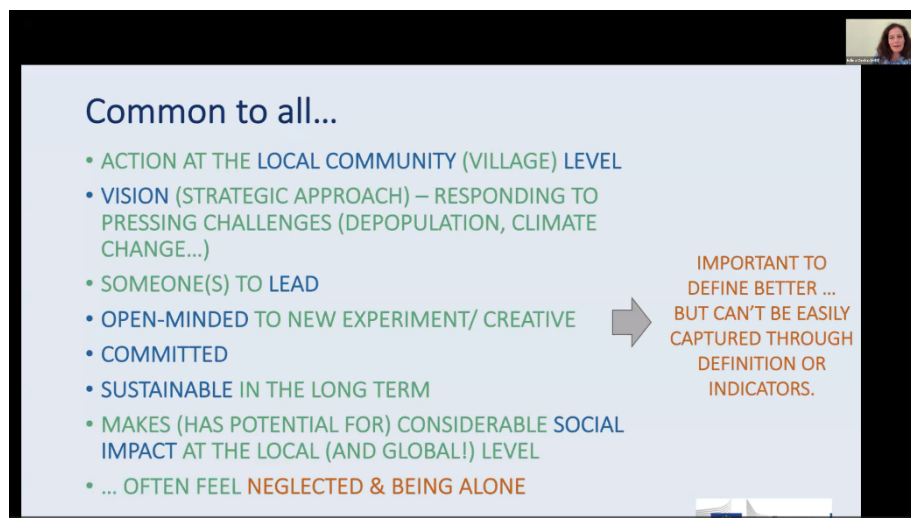 Common to all...
• ACTION AT THE LOCAL COMMUNITY (VILLAGE) LEVEL
• VISION (STRATEGIC APPROACH) – RESPONDING TO
PRESSING CHALLENGES (DEPOPULATION, CLIMATE
CHANGE...)
• SOMEONE(S) TO LEAD
• OPEN-MINDED TO NEW EXPERIMENT/ CREATIVE
• COMMITTED
• SUSTAINABLE IN THE LONG TERM
• MAKES (HAS POTENTIAL FOR) CONSIDERABLE SOCIAL
IMPACT AT THE LOCAL (AND GLOBAL!) LEVEL
• ... OFTEN FEEL NEGLECTED & BEING ALONE
IMPORTANT TO
DEFINE BETTER ...
BUT CAN'T BE EASILY
CAPTURED THROUGH
DEFINITION OR
INDICATORS.